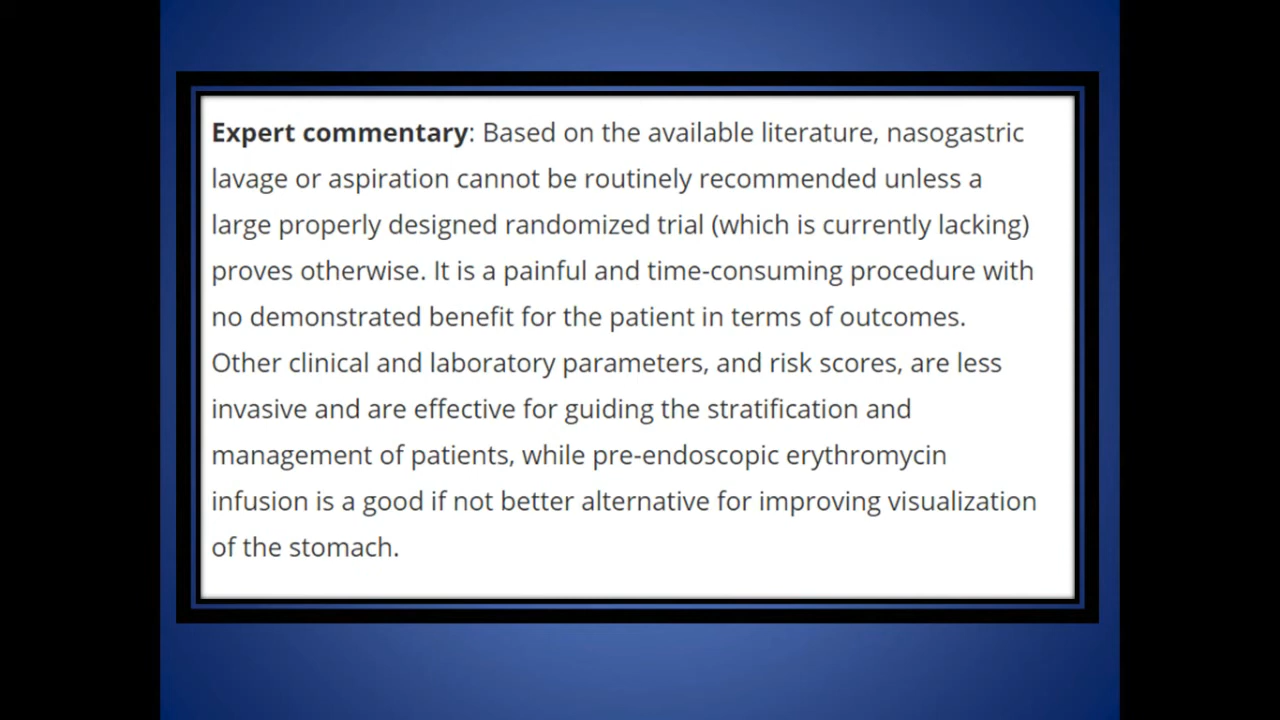 Expert commentary: Based on the available literature, nasogastric
lavage or aspiration cannot be routinely recommended unless a
large properly designed randomized trial (which is currently lacking)
proves otherwise. It is a painful and time-consuming procedure with
no demonstrated benefit for the patient in terms of outcomes.
Other clinical and laboratory parameters, and risk scores, are less
invasive and are effective for guiding the stratification and
management of patients, while pre-endoscopic erythromycin
infusion is a good if not better alternative for improving visualization
of the stomach.